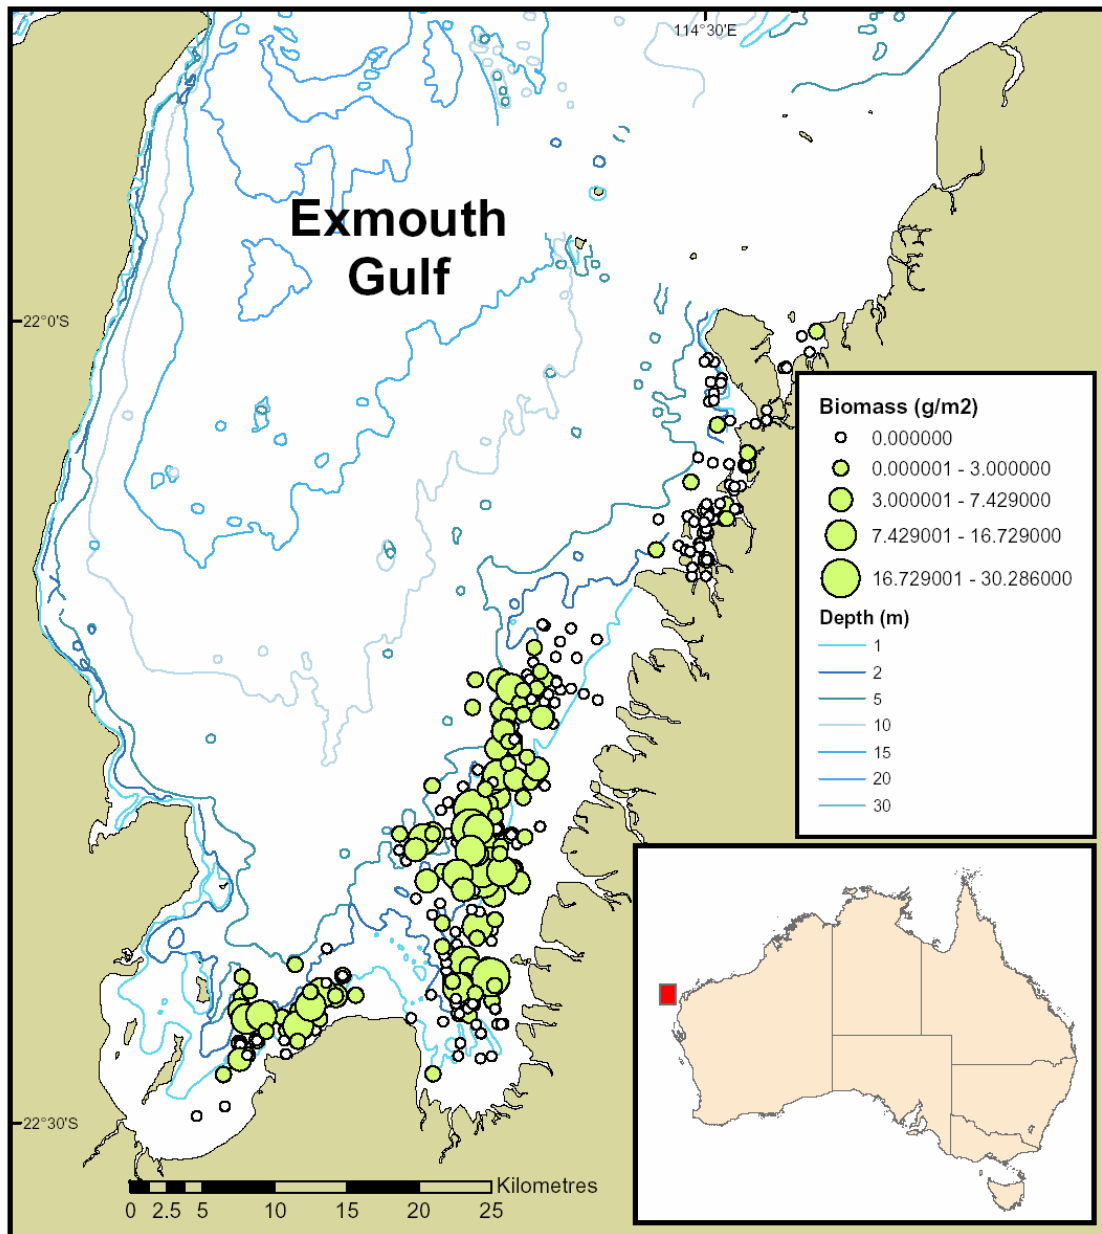 114°30'E
Exmouth
Gulf
22°0'S
Biomass (g/m2)
0.000000
0.000001 - 3.000000
3.000001 - 7.429000
7.429001 - 16.729000
16.729001 - 30.286000
Depth (m)
1
2
5
10
15
20
30
22°30'S
Kilometres
0 2.5 5 10 15 20 25